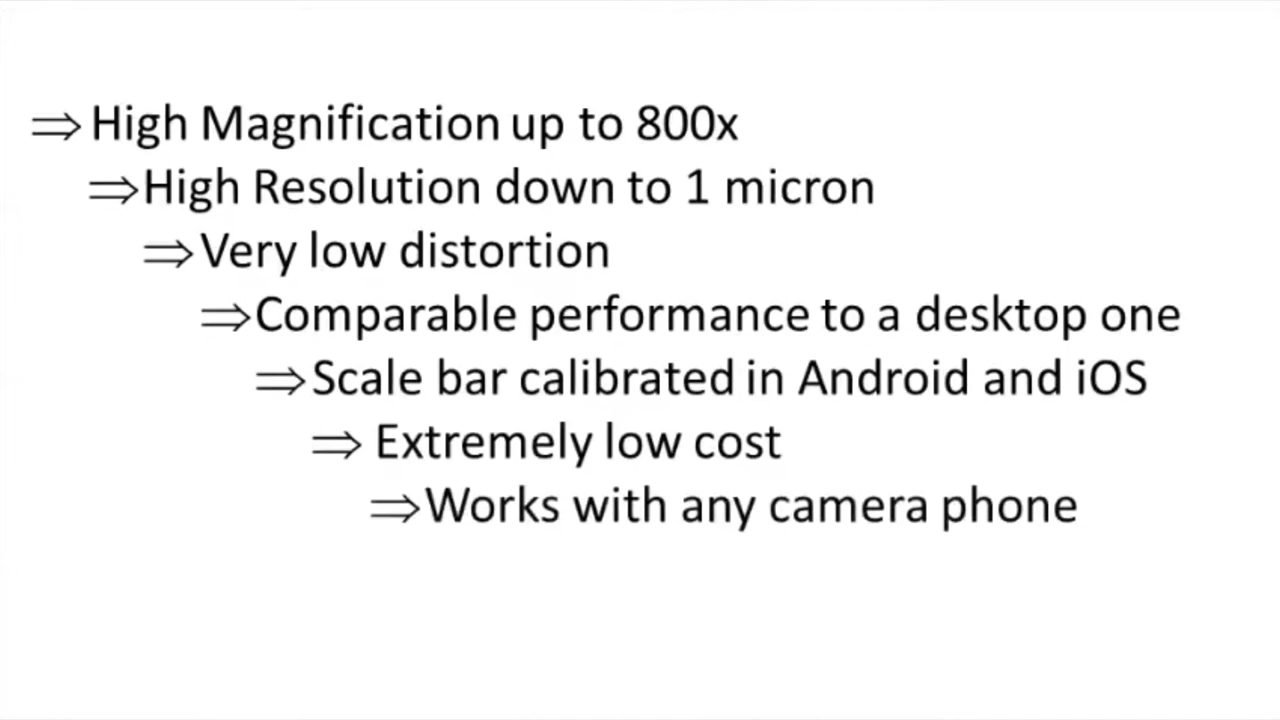 ⇒High Magnification up to 800x
⇒High Resolution down to 1 micron
⇒Very low distortion
⇒Comparable performance to a desktop one
⇒Scale bar calibrated in Android and iOS
⇒ Extremely low cost
⇒Works with any camera phone